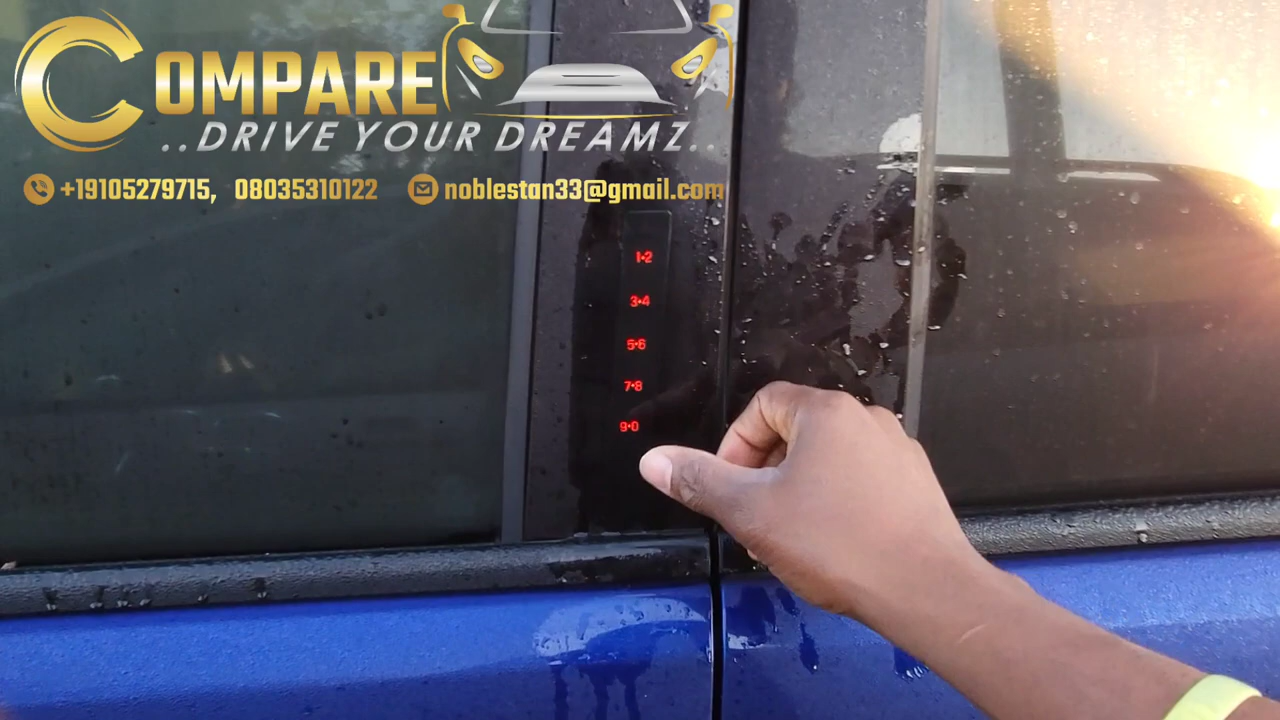 COMPARE
..DRIVE YOUR DREAMZ..
+19105279715, 08035310122 noblestan33@gmail.com
1•2
3•4
5•6
7•8
9•0